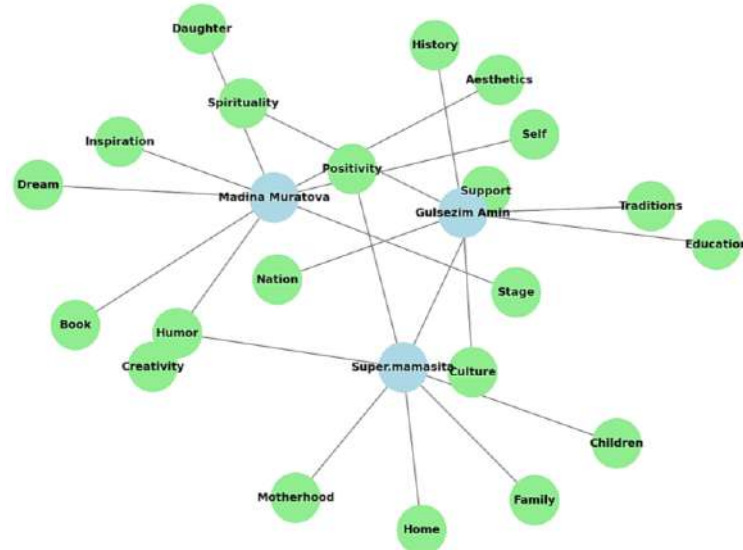 Daughter
History
Aesthetics
Spirituality
Inspiration
Self
Positivity
Dream
Support
Madina Muratova
Gulsezim Amin
Traditions
Education
Nation
Stage
Book
Humor
Creativity
Super.mamasita
Culture
Children
Motherhood
Family
Home